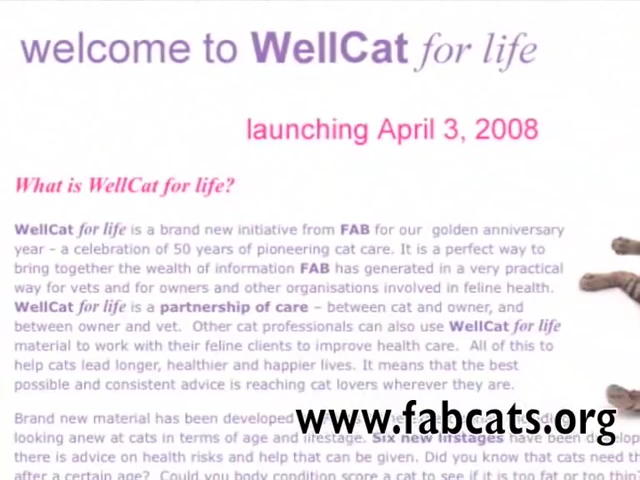 welcome to WellCat for life
launching April 3, 2008
What is WellCat for life?
WellCat for life is a brand new initiative from FAB for our golden anniversary
year – a celebration of 50 years of pioneering cat care. It is a perfect way to
bring together the wealth of information FAB has generated in a very practical
way for vets and for owners and other organisations involved in feline health.
WellCat for life is a partnership of care – between cat and owner, and
between owner and vet. Other cat professionals can also use WellCat for life
material to work with their feline clients to improve health care. All of this to
help cats lead longer, healthier and happier lives. It means that the best
possible and consistent advice is reaching cat lovers wherever they are.
Brand new material has been developed
www.fabcats.org
looking anew at cats in terms of age and lifestage. Six new lifestages have been
there is advice on health risks and help that can be given. Did you know that cats need
after a certain age? Could you body condition score a cat to see if it is too fat or too thin?